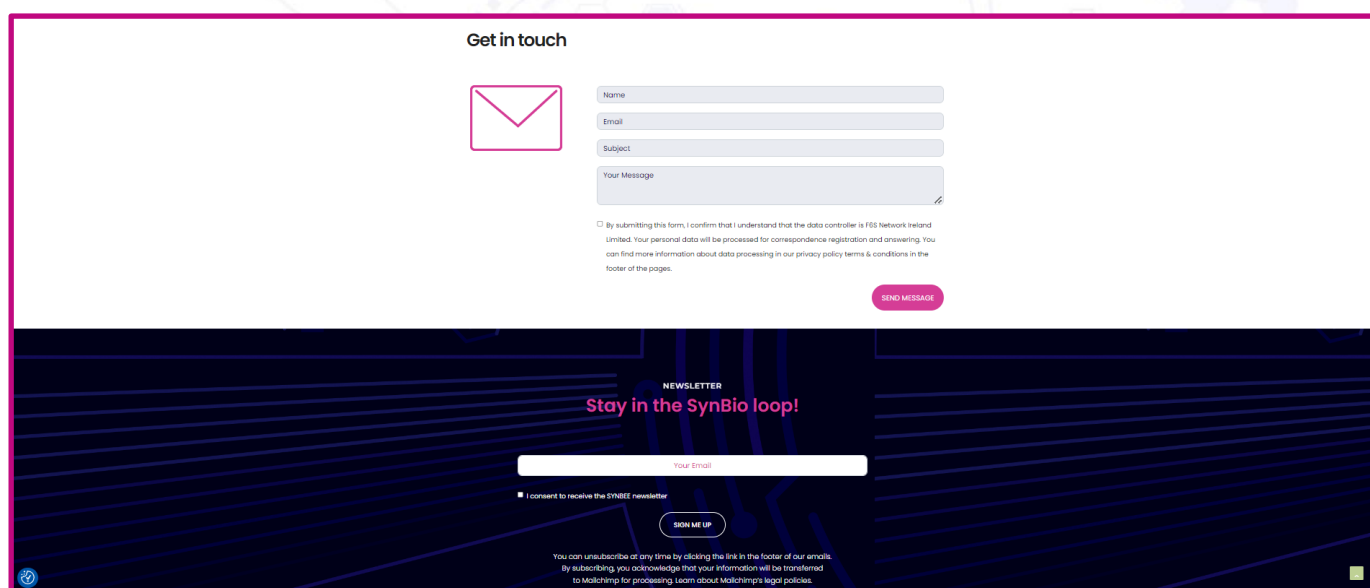 Get in touch
Name
Email
Subject
Your Message
By submitting this form, I confirm that I understand that the data controller is F6S Network Ireland
Limited. Your personal data will be processed for correspondence registration and answering. You
can find more information about data processing in our privacy policy terms & conditions in the
footer of the pages.
SEND MESSAGE
NEWSLETTER
Stay in the SynBio loop!
Your Email
I consent to receive the SYNBEE newsletter
SIGN ME UP
You can unsubscribe at any time by clicking the link in the footer of our emails.
By subscribing, you acknowledge that your information will be transferred
to Mailchimp for processing. Learn about Mailchimp's legal policies.